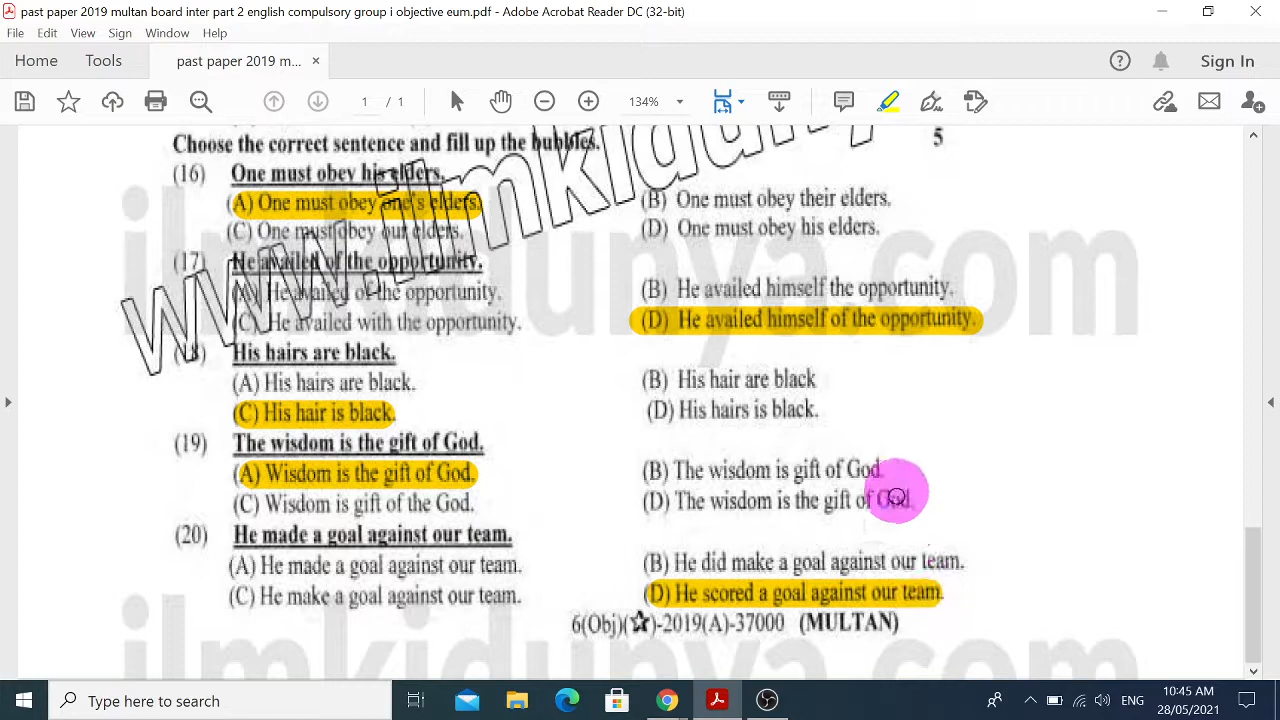 past paper 2019 multan board inter part 2 english compulsory group i objective eum.pdf - Adobe Acrobat Reader DC (32-bit)
File Edit View Sign Window Help
Home Tools past paper 2019 m... × Sign In
1 / 1 134%
Choose the correct sentence and fill up the bubbles. 5
(16) One must obey his elders.
(A) One must obey one's elders. (B) One must obey their elders.
(C) One must obey our elders. (D) One must obey his elders.
(17) He availed of the opportunity.
(A) He availed of the opportunity. (B) He availed himself the opportunity.
(C) He availed with the opportunity. (D) He availed himself of the opportunity.
(18) His hairs are black.
(A) His hairs are black. (B) His hair are black
(C) His hair is black. (D) His hairs is black.
(19) The wisdom is the gift of God.
(A) Wisdom is the gift of God. (B) The wisdom is gift of God.
(C) Wisdom is gift of the God. (D) The wisdom is the gift of God.
(20) He made a goal against our team.
(A) He made a goal against our team. (B) He did make a goal against our team.
(C) He make a goal against our team. (D) He scored a goal against our team.
6(Obj)(☆)-2019(A)-37000 (MULTAN)
www.ilmkidunya
ilmkidunya.com
ilmkidunya.com
Type here to search ENG 10:45 AM
28/05/2021